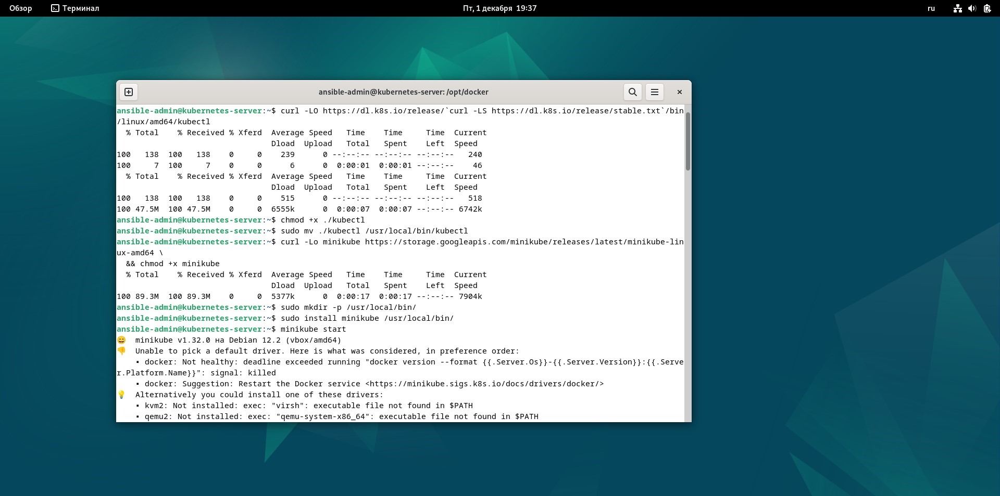 Обзор
Терминал
Пт, 1 декабря 19:37
ru
ansible-admin@kubernetes-server: /opt/docker
ansible-admin@kubernetes-server:~$ curl -LO https://dl.k8s.io/release/`curl -LS https://dl.k8s.io/release/stable.txt`/bin
/linux/amd64/kubectl
  % Total    % Received % Xferd  Average Speed   Time    Time     Time  Current
                                 Dload  Upload   Total   Spent    Left  Speed
100   138  100   138    0     0    239      0 --:--:-- --:--:-- --:--:--   240
100     7  100     7    0     0      6      0  0:00:01  0:00:01 --:--:--    46
  % Total    % Received % Xferd  Average Speed   Time    Time     Time  Current
                                 Dload  Upload   Total   Spent    Left  Speed
100   138  100   138    0     0    515      0 --:--:-- --:--:-- --:--:--   518
100 47.5M  100 47.5M    0     0  6555k      0  0:00:07  0:00:07 --:--:-- 6742k
ansible-admin@kubernetes-server:~$ chmod +x ./kubectl
ansible-admin@kubernetes-server:~$ sudo mv ./kubectl /usr/local/bin/kubectl
ansible-admin@kubernetes-server:~$ curl -Lo minikube https://storage.googleapis.com/minikube/releases/latest/minikube-lin
ux-amd64 \
  && chmod +x minikube
  % Total    % Received % Xferd  Average Speed   Time    Time     Time  Current
                                 Dload  Upload   Total   Spent    Left  Speed
100 89.3M  100 89.3M    0     0  5377k      0  0:00:17  0:00:17 --:--:-- 7904k
ansible-admin@kubernetes-server:~$ sudo mkdir -p /usr/local/bin/
ansible-admin@kubernetes-server:~$ sudo install minikube /usr/local/bin/
ansible-admin@kubernetes-server:~$ minikube start
😄  minikube v1.32.0 на Debian 12.2 (vbox/amd64)
👎  Unable to pick a default driver. Here is what was considered, in preference order:
    ▪ docker: Not healthy: deadline exceeded running "docker version --format {{.Server.Os}}-{{.Server.Version}}:{{.Serve
r.Platform.Name}}": signal: killed
    ▪ docker: Suggestion: Restart the Docker service <https://minikube.sigs.k8s.io/docs/drivers/docker/>
💡  Alternatively you could install one of these drivers:
    ▪ kvm2: Not installed: exec: "virsh": executable file not found in $PATH
    ▪ qemu2: Not installed: exec: "qemu-system-x86_64": executable file not found in $PATH